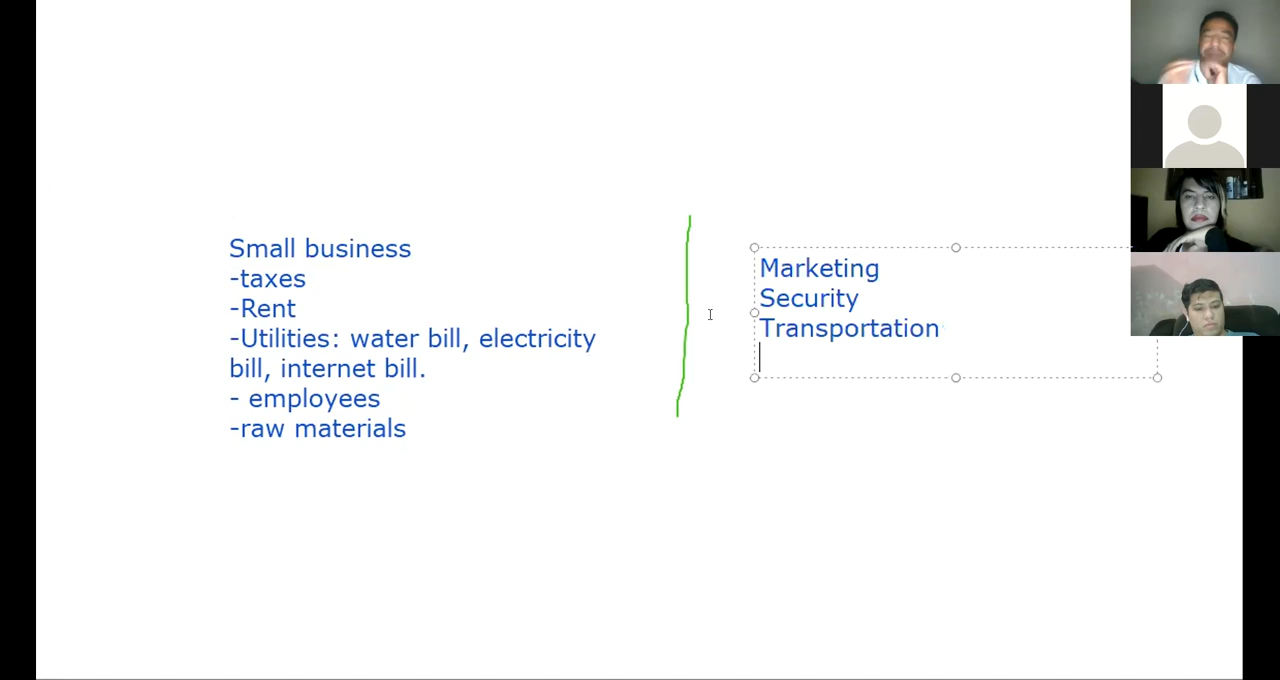 Small business
-taxes
-Rent
-Utilities: water bill, electricity
bill, internet bill.
- employees
-raw materials
Marketing
Security
Transportation